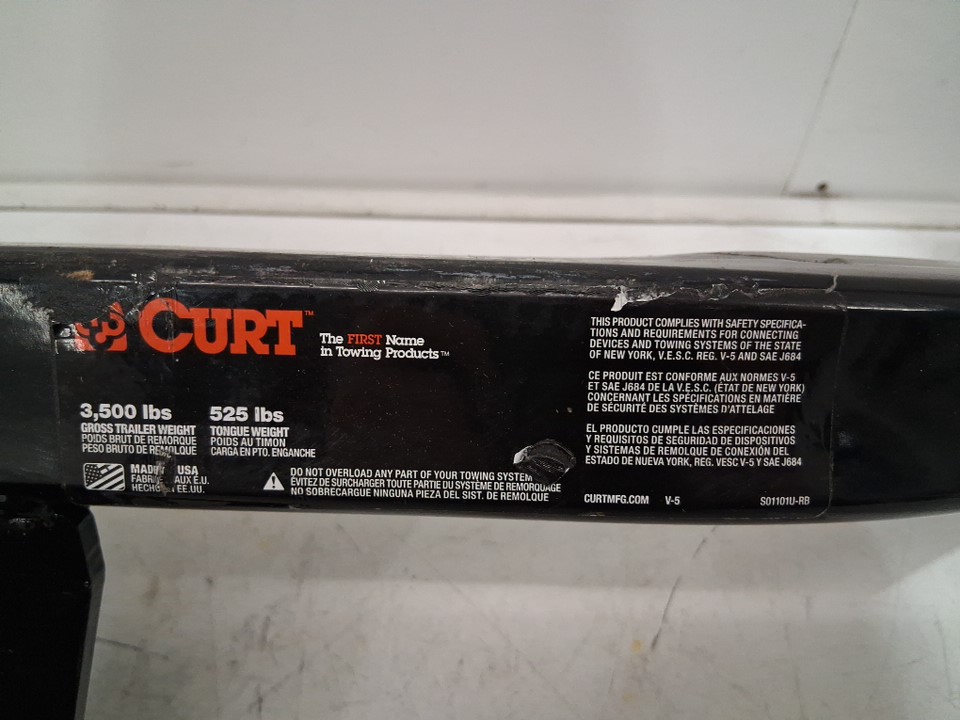 CURT™
The FIRST Name
in Towing Products™
3,500 lbs
GROSS TRAILER WEIGHT
POIDS BRUT DE REMORQUE
PESO BRUTO DE REMOLQUE
525 lbs
TONGUE WEIGHT
POIDS AU TIMON
CARGA EN PTO. ENGANCHE
USA
AUX É.U.
EE.UU.
DO NOT OVERLOAD ANY PART OF YOUR TOWING SYSTEM
ÉVITEZ DE SURCHARGER TOUTE PARTIE DU SYSTÈME DE REMORQUAGE
NO SOBRECARGUE NINGUNA PIEZA DEL SIST. DE REMOLQUE
THIS PRODUCT COMPLIES WITH SAFETY SPECIFICA-
TIONS AND REQUIREMENTS FOR CONNECTING
DEVICES AND TOWING SYSTEMS OF THE STATE
OF NEW YORK, V.E.S.C. REG. V-5 AND SAE J684
CE PRODUIT EST CONFORME AUX NORMES V-5
ET SAE J684 DE LA V.E.S.C. (ÉTAT DE NEW YORK)
CONCERNANT LES SPÉCIFICATIONS EN MATIÈRE
DE SÉCURITÉ DES SYSTÈMES D'ATTELAGE
EL PRODUCTO CUMPLE LAS ESPECIFICACIONES
Y REQUISITOS DE SEGURIDAD DE DISPOSITIVOS
Y SISTEMAS DE REMOLQUE DE CONEXIÓN DEL
ESTADO DE NUEVA YORK, REG. VESC V-5 Y SAE J684
CURTMFG.COM V-5 S01101U-RB